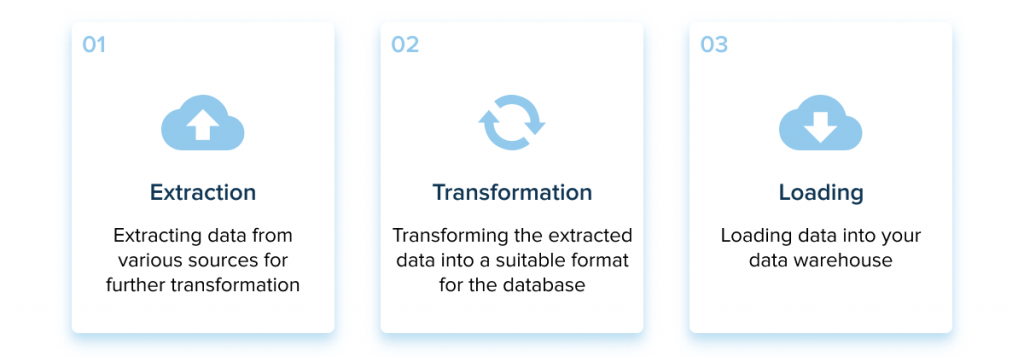 01
Extraction
Extracting data from
various sources for
further transformation
02
Transformation
Transforming the extracted
data into a suitable format
for the database
03
Loading
Loading data into your
data warehouse